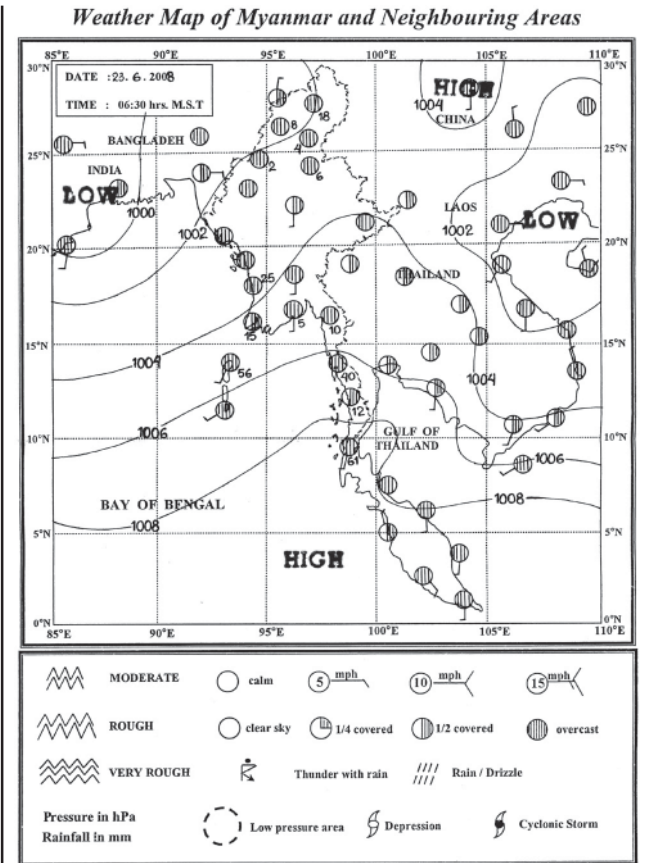 Weather Map of Myanmar and Neighbouring Areas
85°E 90°E 95°E 100°E 105°E 110°E
30°N 30°N
DATE : 23.6.2008
TIME : 06:30 hrs. M.S.T
HIGH
1004
CHINA
18
8
4
BANGLADEH
25°N 25°N
2
6
INDIA
LOW
1000
LAOS
LOW
1002
1002
20°N 20°N
THAILAND
25
15
5
10
15°N 15°N
1004
56
40
1004
12
10°N 10°N
1006
GULF OF
THAILAND
61
1006
BAY OF BENGAL
1008
1008
5°N 5°N
HIGH
0°N 0°N
85°E 90°E 95°E 100°E 105°E 110°E
MODERATE calm 5 mph 10 mph 15 mph
ROUGH clear sky 1/4 covered 1/2 covered overcast
VERY ROUGH Thunder with rain Rain / Drizzle
Pressure in hPa
Rainfall in mm
Low pressure area Depression Cyclonic Storm